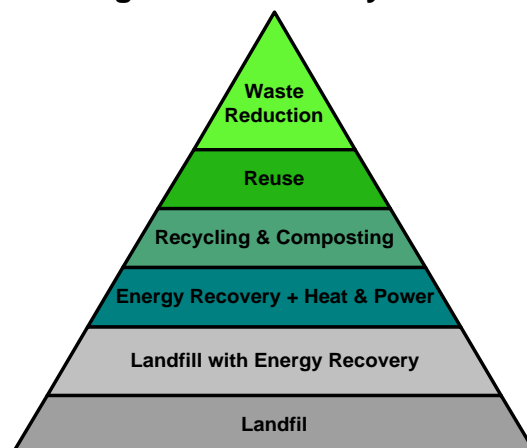 Waste
Reduction
Reuse
Recycling & Composting
Energy Recovery + Heat & Power
Landfill with Energy Recovery
Landfil